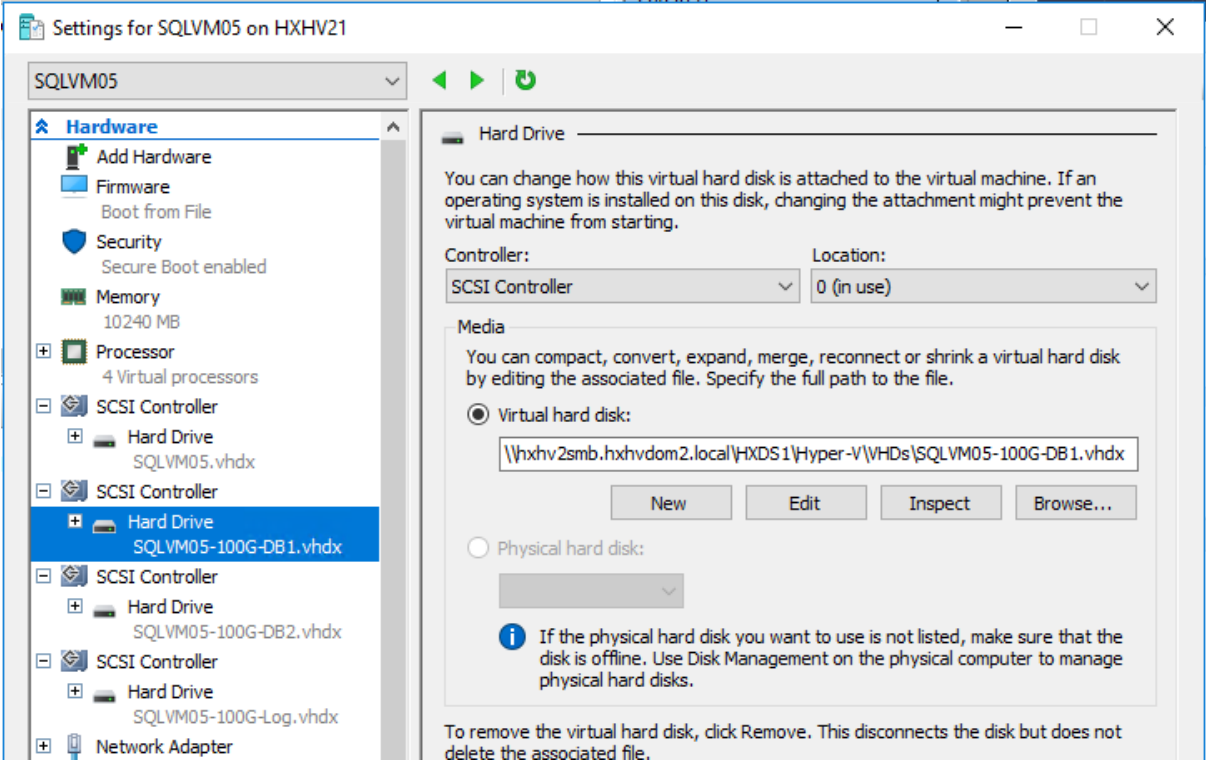 Settings for SQLVM05 on HXHV21
SQLVM05
Hardware
Add Hardware
Firmware
Boot from File
Security
Secure Boot enabled
Memory
10240 MB
Processor
4 Virtual processors
SCSI Controller
Hard Drive
SQLVM05.vhdx
SCSI Controller
Hard Drive
SQLVM05-100G-DB1.vhdx
SCSI Controller
Hard Drive
SQLVM05-100G-DB2.vhdx
SCSI Controller
Hard Drive
SQLVM05-100G-Log.vhdx
Network Adapter
Hard Drive
You can change how this virtual hard disk is attached to the virtual machine. If an
operating system is installed on this disk, changing the attachment might prevent the
virtual machine from starting.
Controller: Location:
SCSI Controller 0 (in use)
Media
You can compact, convert, expand, merge, reconnect or shrink a virtual hard disk
by editing the associated file. Specify the full path to the file.
Virtual hard disk:
\\hxhv2smb.hxhvdom2.local\HXDS1\Hyper-V\VHDs\SQLVM05-100G-DB1.vhdx
New Edit Inspect Browse...
Physical hard disk:
If the physical hard disk you want to use is not listed, make sure that the
disk is offline. Use Disk Management on the physical computer to manage
physical hard disks.
To remove the virtual hard disk, click Remove. This disconnects the disk but does not
delete the associated file.